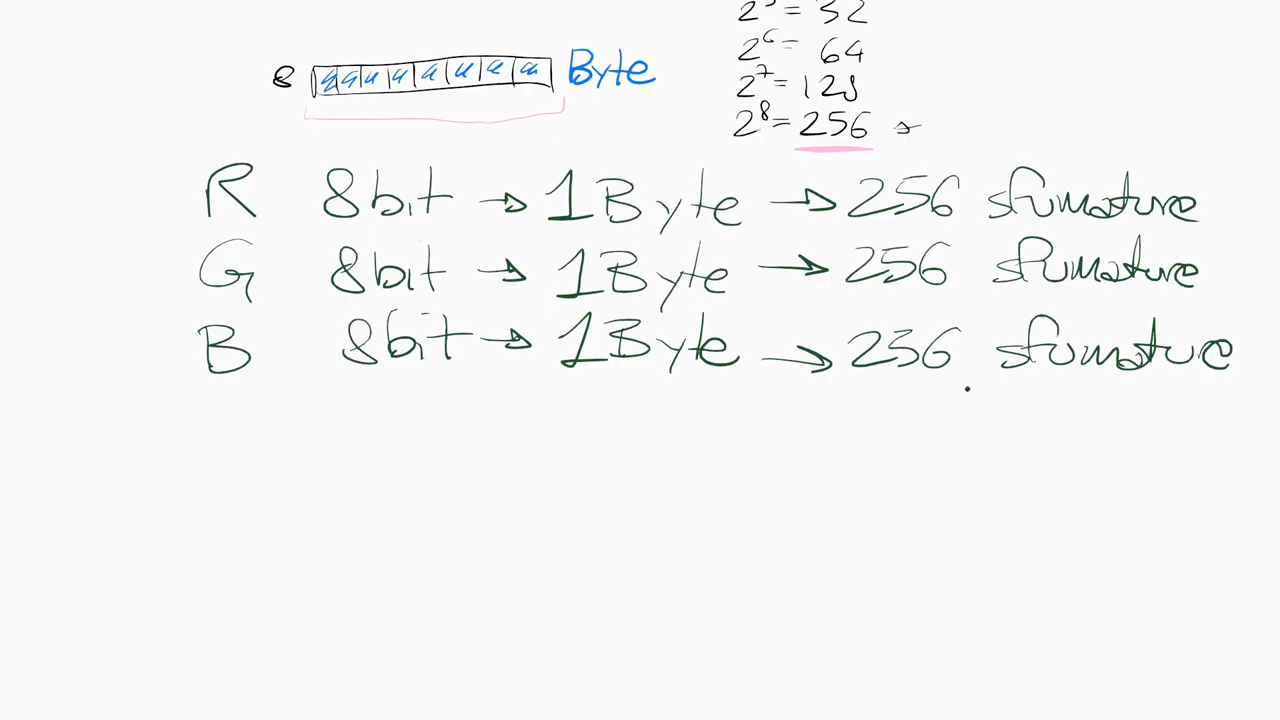 2⁵ = 32
2⁶ = 64
8 Byte
2⁷ = 128
2⁸ = 256
R 8bit → 1Byte → 256 sfumature
G 8bit → 1Byte → 256 sfumature
B 8bit → 1Byte → 256 sfumature